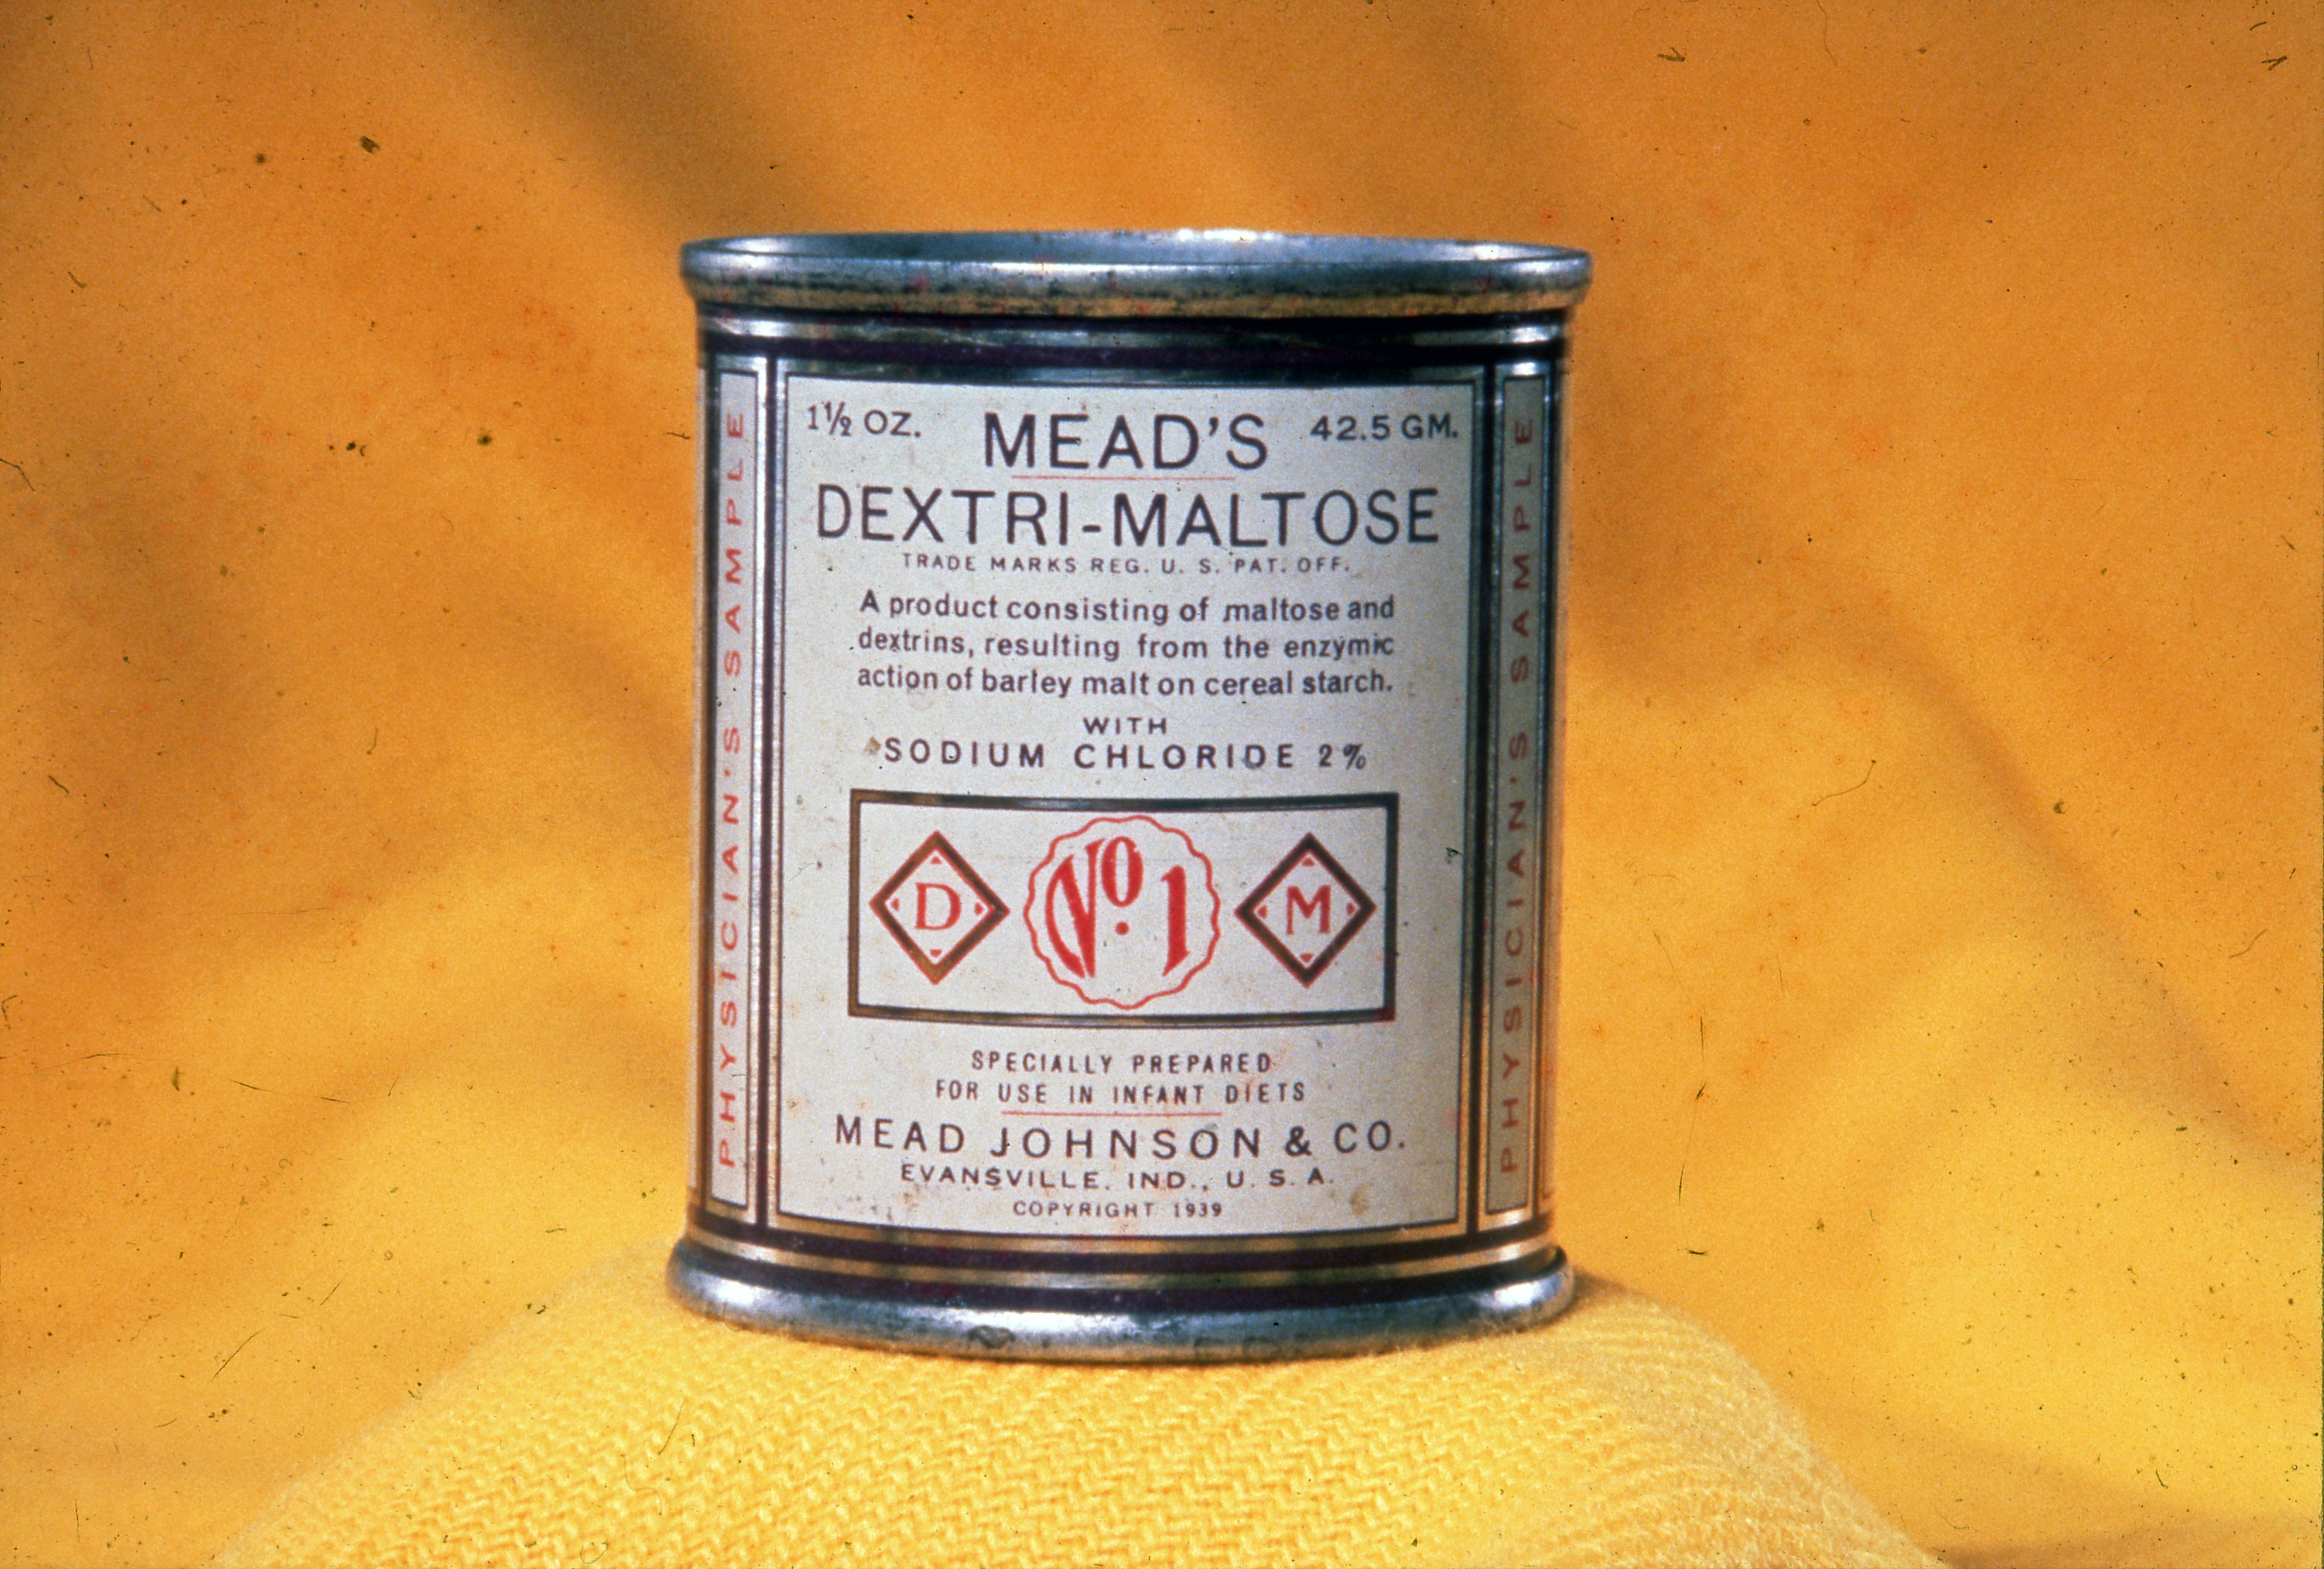 1½ OZ. MEAD'S 42.5 GM.
DEXTRI-MALTOSE
TRADE MARKS REG. U. S. PAT. OFF.
A product consisting of maltose and
dextrins, resulting from the enzymic
action of barley malt on cereal starch.
WITH
SODIUM CHLORIDE 2%
D No. 1 M
SPECIALLY PREPARED
FOR USE IN INFANT DIETS
MEAD JOHNSON & CO.
EVANSVILLE, IND., U. S. A.
COPYRIGHT 1939
PHYSICIAN'S SAMPLE
PHYSICIAN'S SAMPLE